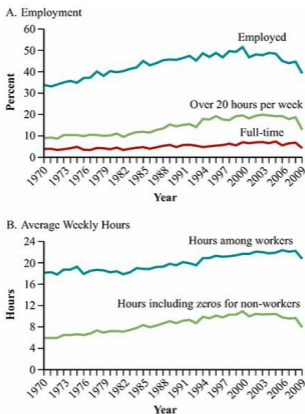 A. Employment
60
50
40
30
20
10
0
Percent
Employed
Over 20 hours per week
Full-time
1970 1973 1976 1979 1982 1985 1988 1991 1994 1997 2000 2003 2006 2009
Year
B. Average Weekly Hours
24
20
16
12
8
4
0
Hours
Hours among workers
Hours including zeros for non-workers
1970 1973 1976 1979 1982 1985 1988 1991 1994 1997 2000 2003 2006 2009
Year